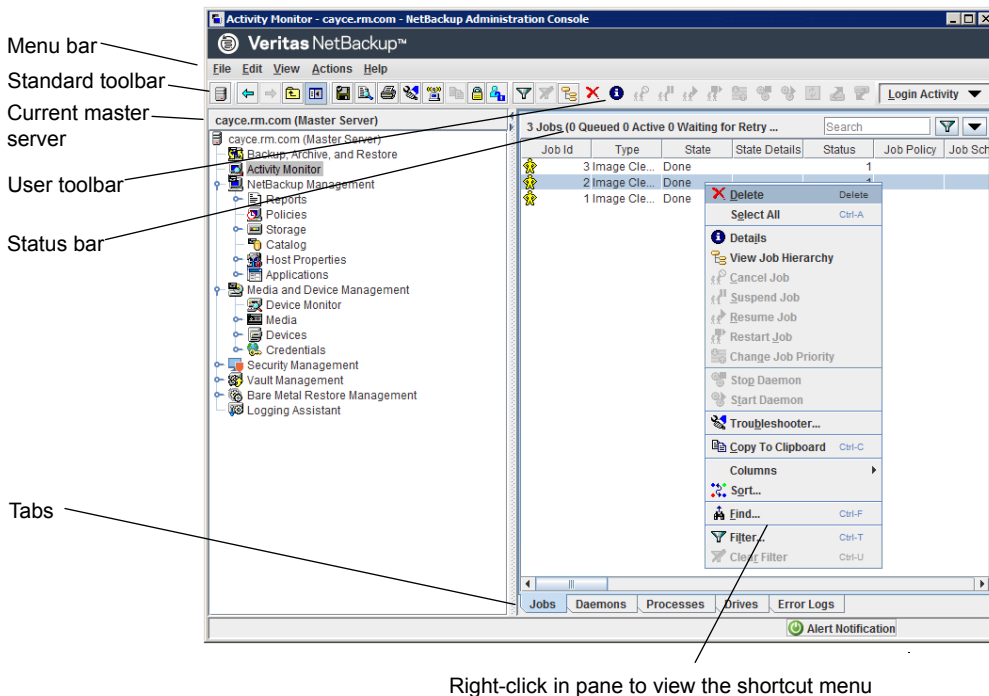 Activity Monitor - cayce.rm.com - NetBackup Administration Console
Veritas NetBackup™
Menu bar
File Edit View Actions Help
Standard toolbar
Login Activity
Current master
server
cayce.rm.com (Master Server)
3 Jobs (0 Queued 0 Active 0 Waiting for Retry ...
Search
cayce.rm.com (Master Server)
Backup, Archive, and Restore
Activity Monitor
NetBackup Management
Reports
Policies
Storage
Catalog
Host Properties
Applications
Media and Device Management
Device Monitor
Media
Devices
Credentials
Security Management
Vault Management
Bare Metal Restore Management
Logging Assistant
User toolbar
Status bar
Job Id Type State State Details Status Job Policy Job Sch
3 Image Cle... Done 1
2 Image Cle... Done 1
1 Image Cle... Done
Delete Delete
Select All Ctrl-A
Details
View Job Hierarchy
Cancel Job
Suspend Job
Resume Job
Restart Job
Change Job Priority
Stop Daemon
Start Daemon
Troubleshooter...
Copy To Clipboard Ctrl-C
Columns
Sort...
Find... Ctrl-F
Filter... Ctrl-T
Clear Filter Ctrl-U
Tabs
Jobs Daemons Processes Drives Error Logs
Alert Notification
Right-click in pane to view the shortcut menu